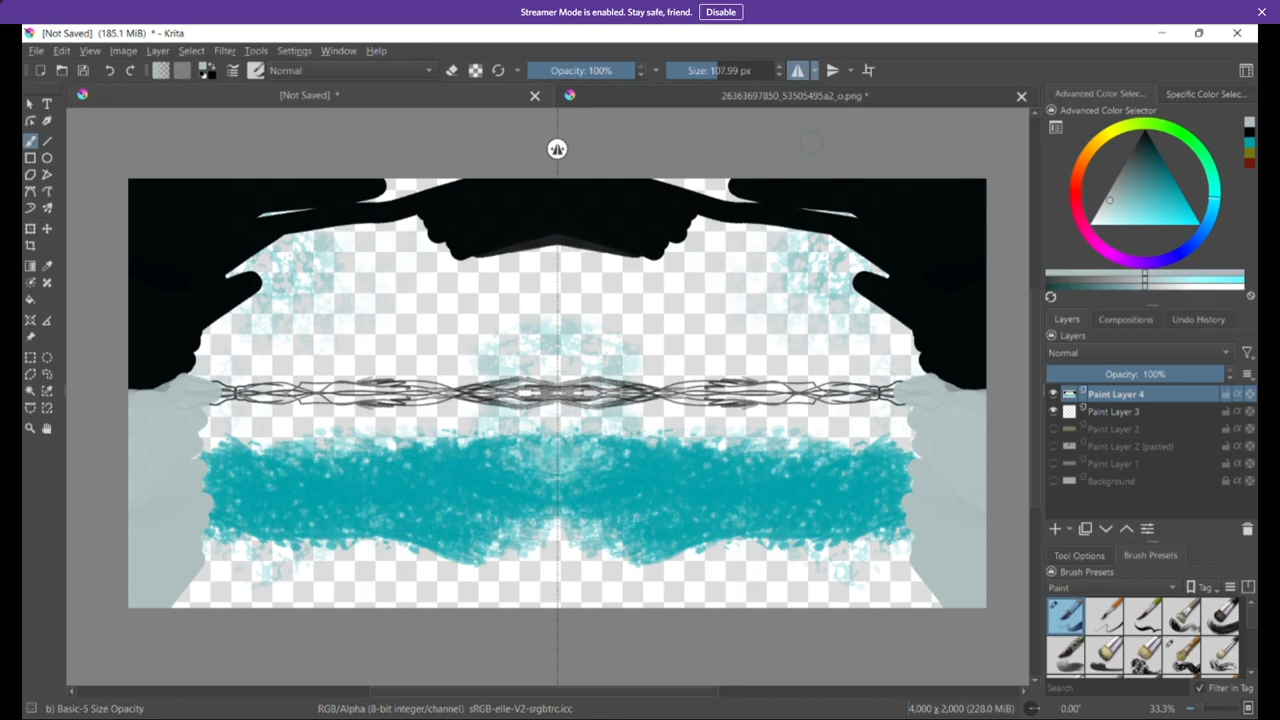 Streamer Mode is enabled. Stay safe, friend. Disable
[Not Saved] (185.1 MiB) * - Krita
File Edit View Image Layer Select Filter Tools Settings Window Help
Normal Opacity: 100% Size: 107.99 px
[Not Saved] * 26363697850_53505495a2_o.png *
Advanced Color Selec... Specific Color Selec...
Advanced Color Selector
Layers Compositions Undo History
Layers
Normal
Opacity: 100%
Paint Layer 4
Paint Layer 3
Paint Layer 2
Paint Layer 2 (pasted)
Paint Layer 1
Background
Tool Options Brush Presets
Brush Presets
Paint Tag
Search Filter in Tag
b) Basic-5 Size Opacity RGB/Alpha (8-bit integer/channel) sRGB-elle-V2-srgbtrc.icc 4,000 x 2,000 (228.0 MiB) 0.00° 33.3%